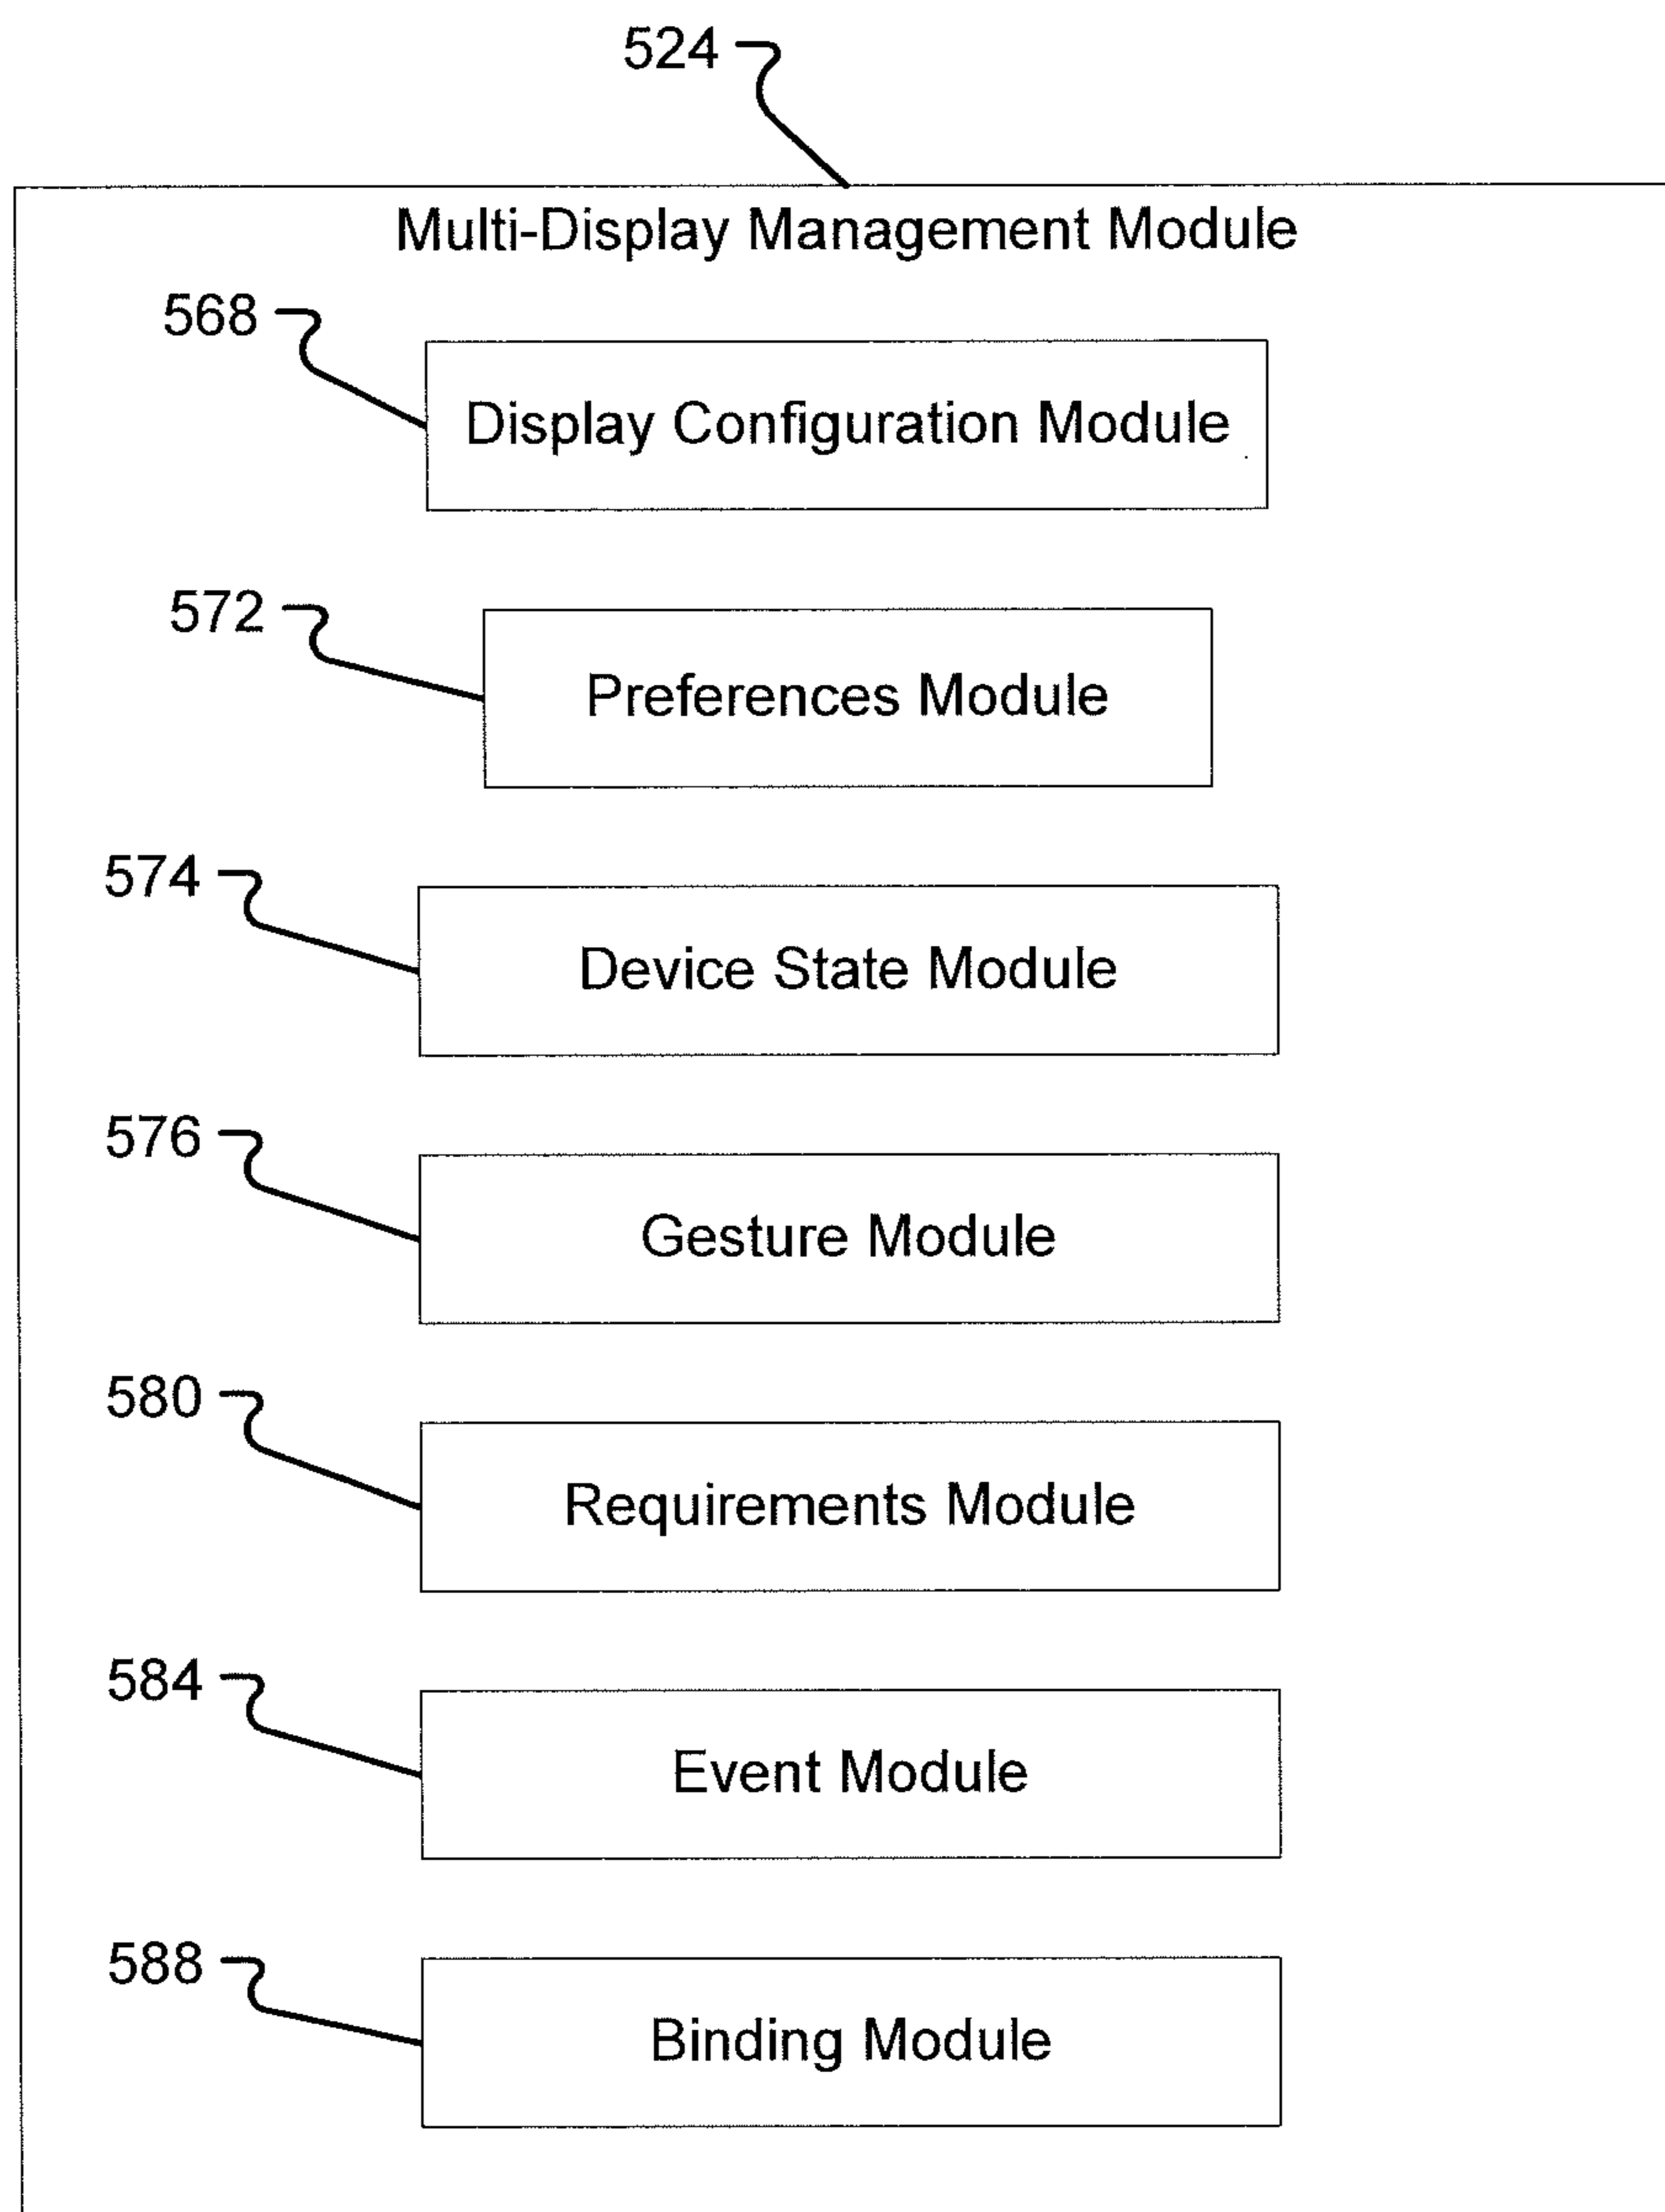 524
Multi-Display Management Module
568
Display Configuration Module
572
Preferences Module
574
Device State Module
576
Gesture Module
580
Requirements Module
584
Event Module
588
Binding Module